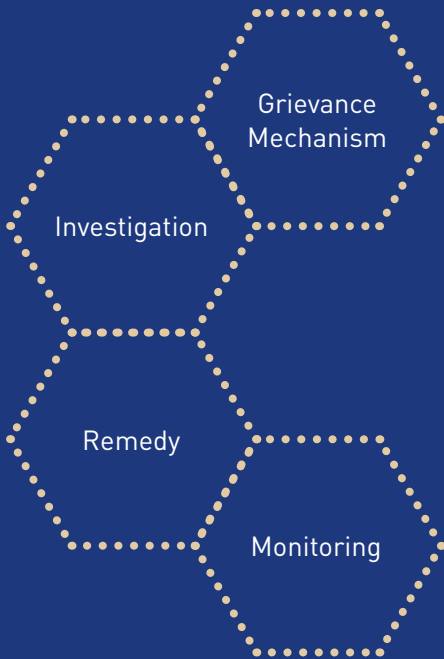 Grievance
Mechanism
Investigation
Remedy
Monitoring